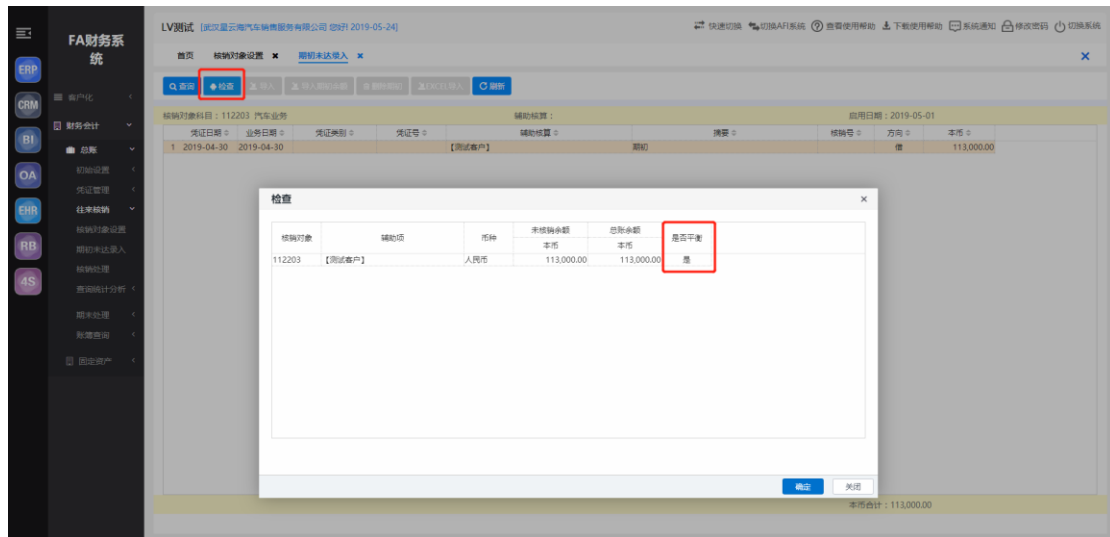 LV测试 [武汉星云海汽车销售服务有限公司 您好! 2019-05-24]
快速切换 切换AFI系统 查看使用帮助 下载使用帮助 系统通知 修改密码 切换系统
FA财务系统
ERP
CRM
BI
OA
EHR
RB
4S
客户化
财务会计
总账
初始设置
凭证管理
往来核销
核销对象设置
期初未达录入
核销处理
查询统计分析
期末处理
账簿查询
固定资产
首页 核销对象设置 × 期初未达录入 × ×
查询 检查 导入 导入期初余额 EXCEL导入 刷新
核销对象科目:112203 汽车业务 辅助核算: 启用日期:2019-05-01
凭证日期 业务日期 凭证类别 凭证号 辅助核算 摘要 核销号 方向 本币
1 2019-04-30 2019-04-30 【测试客户】 期初 借 113,000.00
检查 ×
核销对象 辅助项 币种 未核销余额 总账余额 是否平衡
本币 本币
112203 【测试客户】 人民币 113,000.00 113,000.00 是
确定 关闭
本币合计:113,000.00